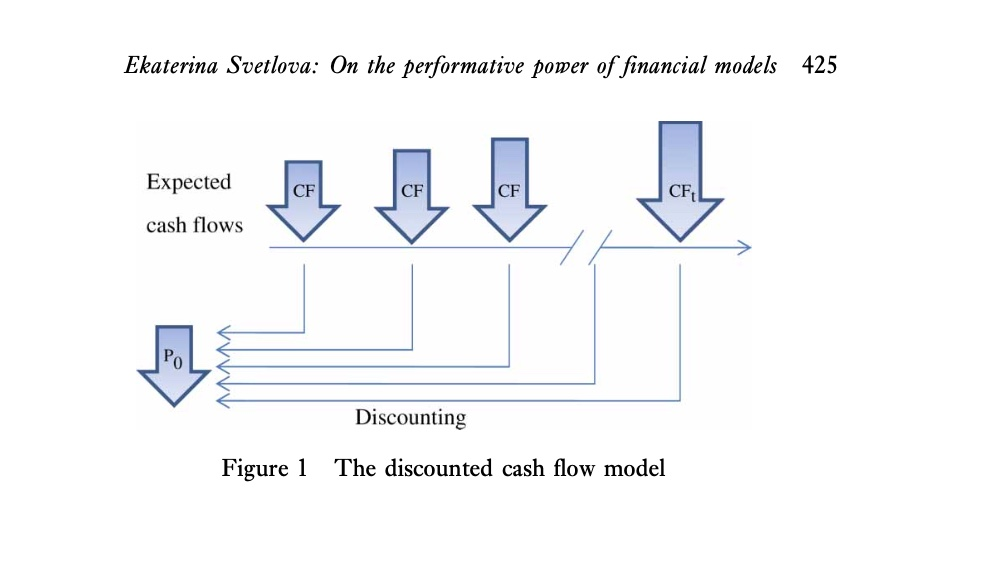 Ekaterina Svetlova: On the performative power of financial models 425
Expected
cash flows
CF
CF
CF
CFt
P0
Discounting
Figure 1 The discounted cash flow model